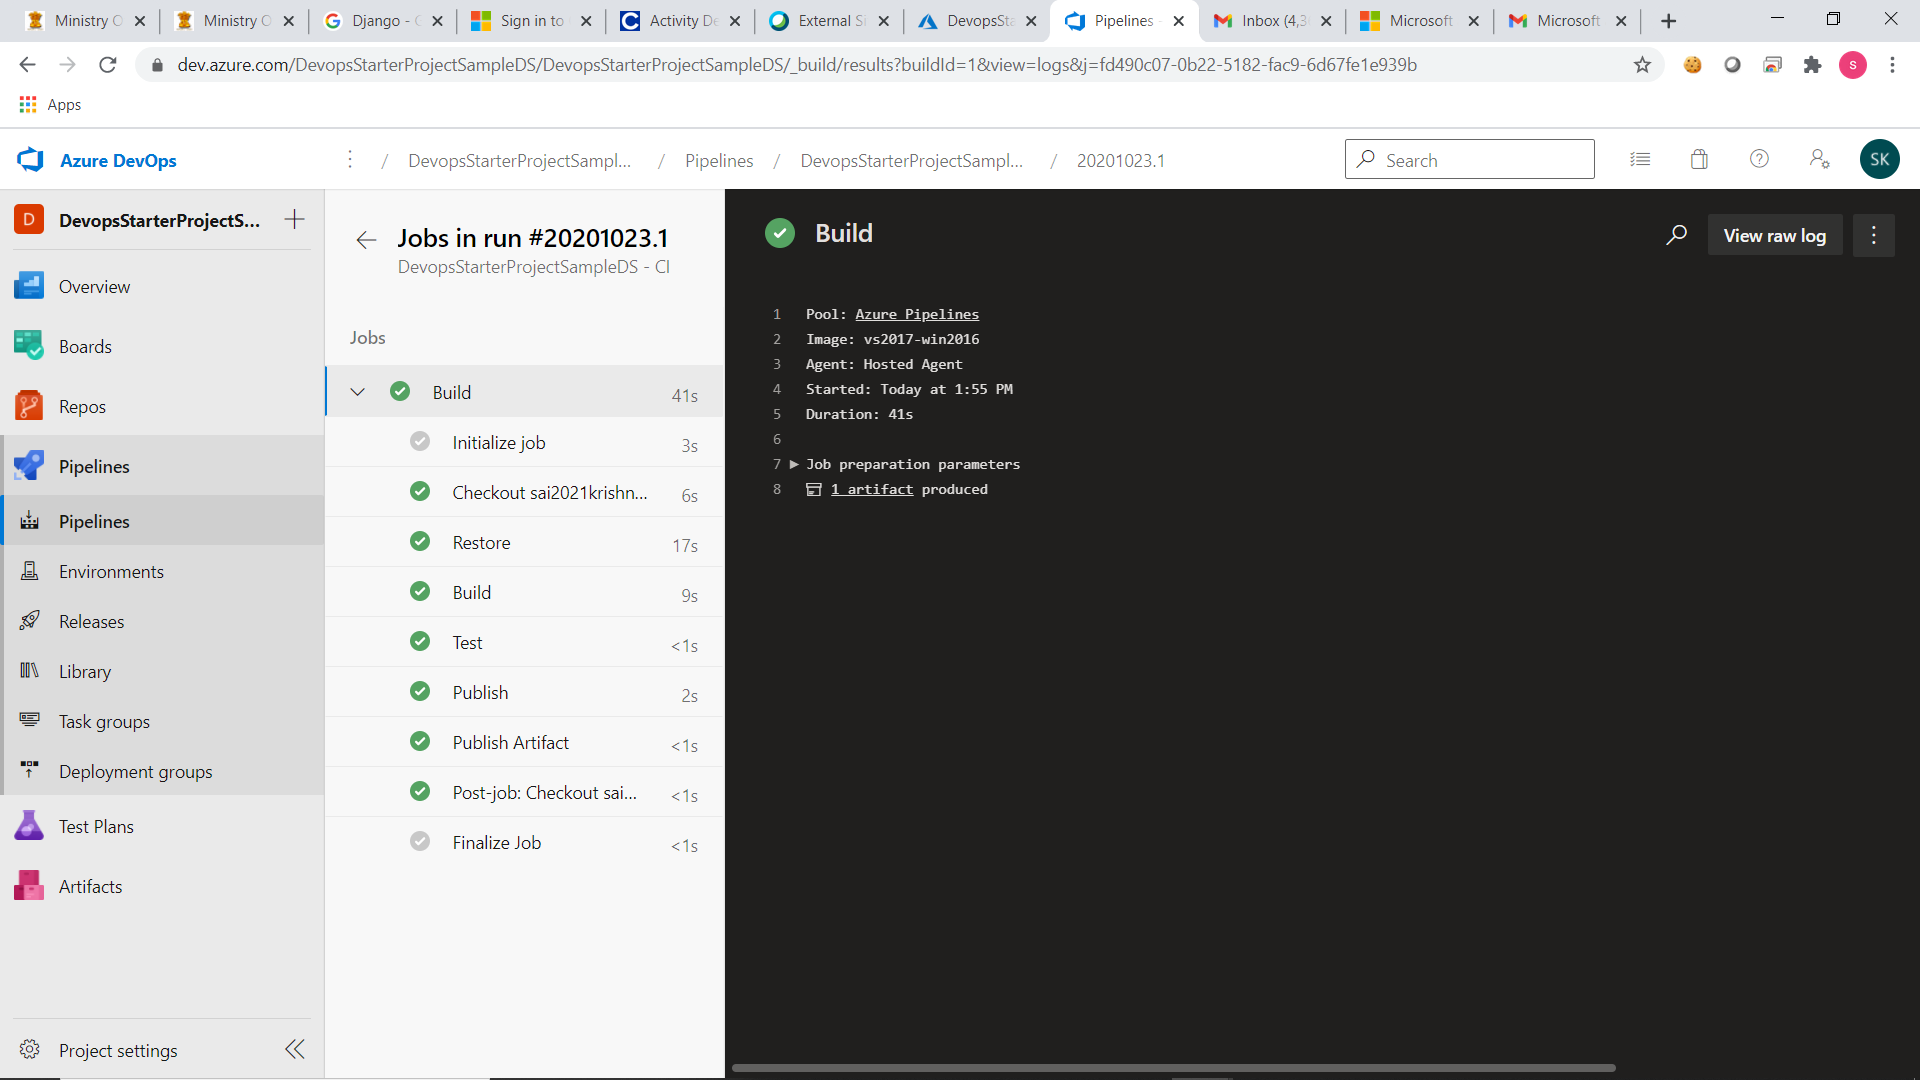 Ministry O
Ministry O
Django - G
Sign in to
Activity De
External Si
DevopsSta
Pipelines -
Inbox (4,3
Microsoft
Microsoft
dev.azure.com/DevopsStarterProjectSampleDS/DevopsStarterProjectSampleDS/_build/results?buildId=1&view=logs&j=fd490c07-0b22-5182-fac9-6d67fe1e939b
S
Apps
Azure DevOps
/ DevopsStarterProjectSampl... / Pipelines / DevopsStarterProjectSampl... / 20201023.1
Search
SK
D
DevopsStarterProjectS...
Overview
Boards
Repos
Pipelines
Pipelines
Environments
Releases
Library
Task groups
Deployment groups
Test Plans
Artifacts
Project settings
Jobs in run #20201023.1
DevopsStarterProjectSampleDS - CI
Jobs
Build 41s
Initialize job 3s
Checkout sai2021krishn... 6s
Restore 17s
Build 9s
Test <1s
Publish 2s
Publish Artifact <1s
Post-job: Checkout sai... <1s
Finalize Job <1s
Build
View raw log
1 Pool: Azure Pipelines
2 Image: vs2017-win2016
3 Agent: Hosted Agent
4 Started: Today at 1:55 PM
5 Duration: 41s
6
7 Job preparation parameters
8 1 artifact produced